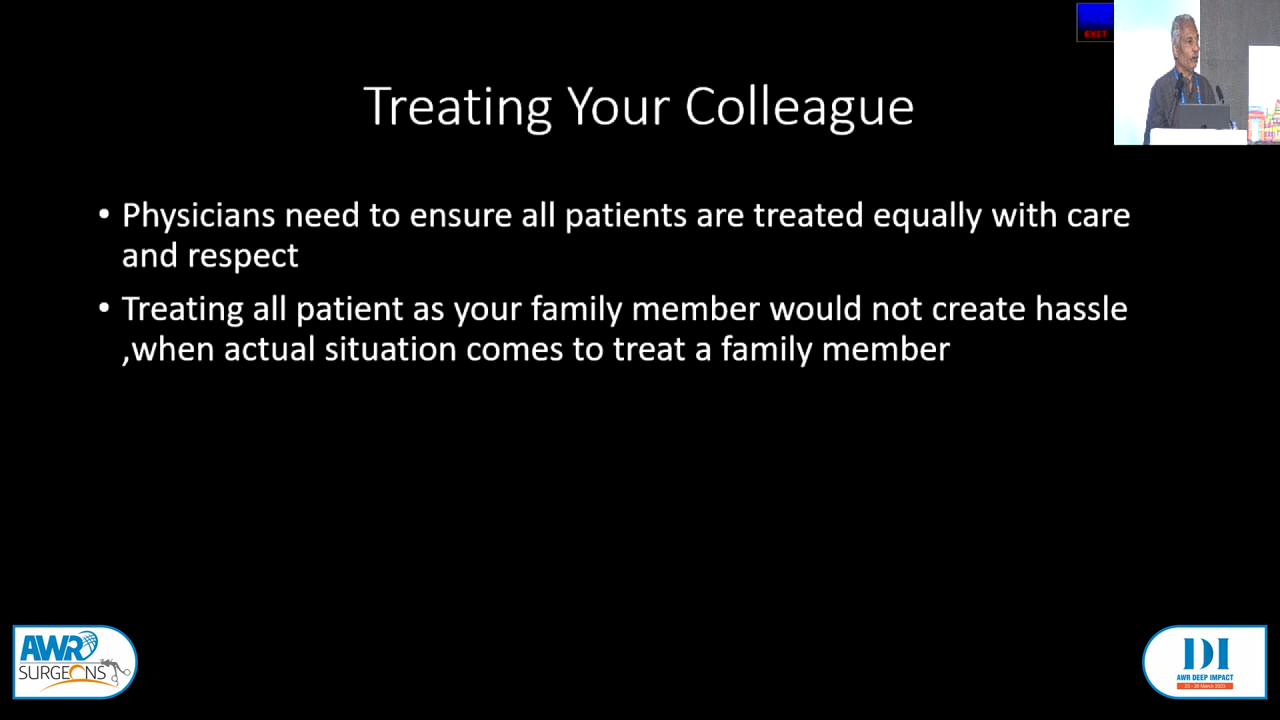 EXIT
Treating Your Colleague
• Physicians need to ensure all patients are treated equally with care
and respect
• Treating all patient as your family member would not create hassle
,when actual situation comes to treat a family member
AWR
SURGEONS
DI
AWR DEEP IMPACT